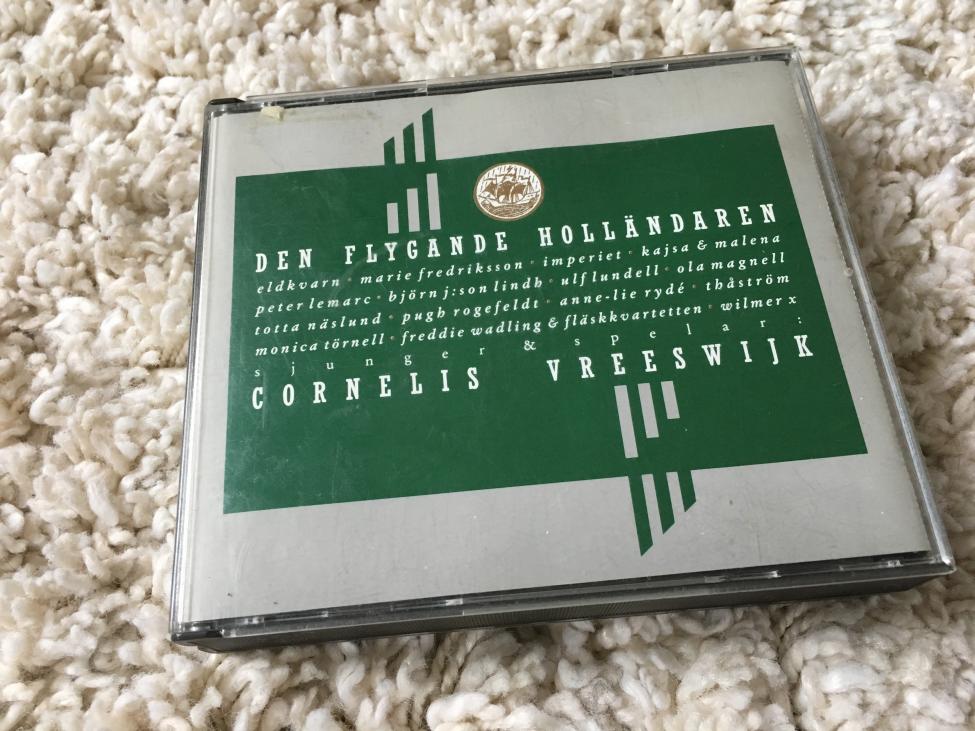 DEN FLYGANDE HOLLÄNDAREN
eldkvarn · marie fredriksson · imperiet · kajsa & malena
peter lemarc · björn j:son lindh · ulf lundell · ola magnell
totta näslund · pugh rogefeldt · anne-lie rydé · thåström
monica törnell · freddie wadling & fläskkvartetten · wilmer x
sjunger & spelar:
CORNELIS VREESWIJK